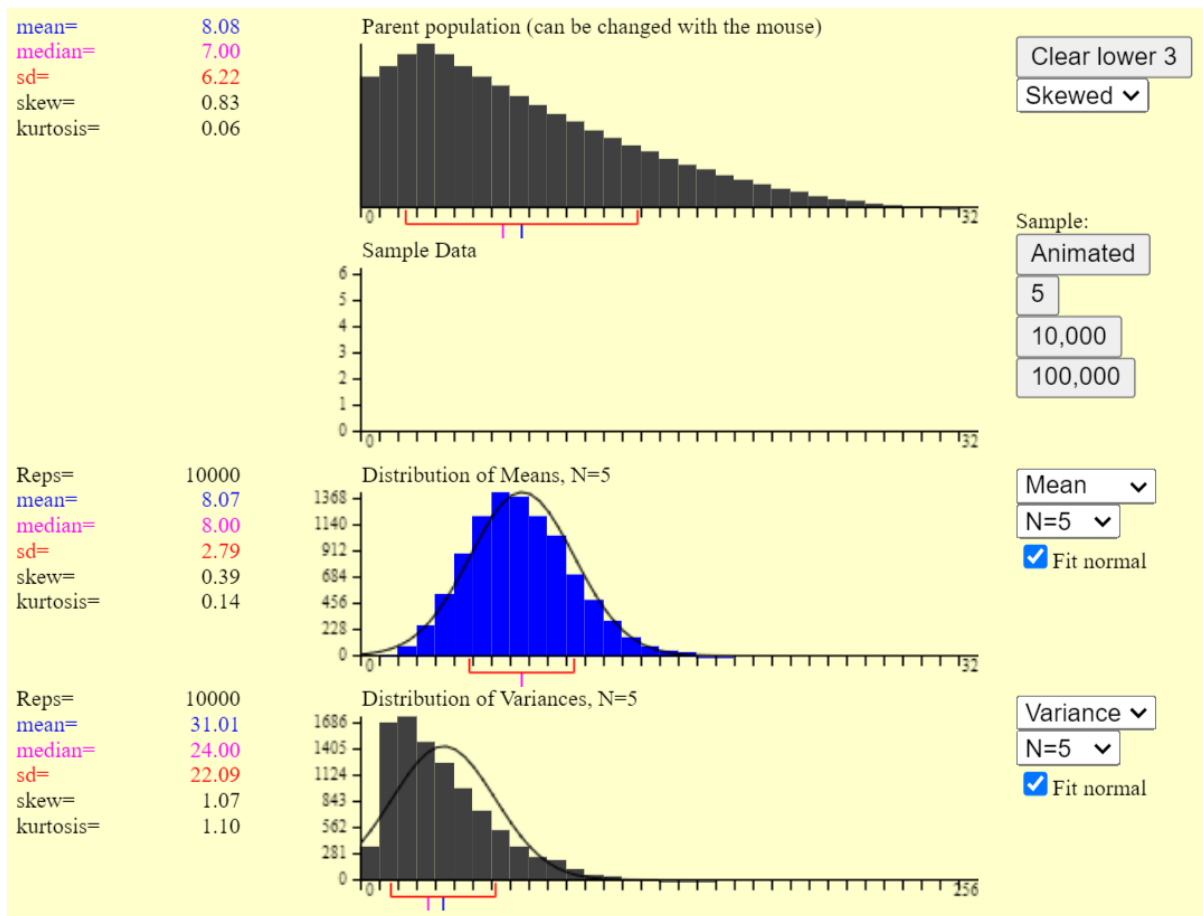 mean= 8.08
median= 7.00
sd= 6.22
skew= 0.83
kurtosis= 0.06
Parent population (can be changed with the mouse)
0 32
Clear lower 3
Skewed
Sample Data
6
5
4
3
2
1
0
0 32
Sample:
Animated
5
10,000
100,000
Reps= 10000
mean= 8.07
median= 8.00
sd= 2.79
skew= 0.39
kurtosis= 0.14
Distribution of Means, N=5
1368
1140
912
684
456
228
0
0 32
Mean
N=5
Fit normal
Reps= 10000
mean= 31.01
median= 24.00
sd= 22.09
skew= 1.07
kurtosis= 1.10
Distribution of Variances, N=5
1686
1405
1124
843
562
281
0
0 256
Variance
N=5
Fit normal